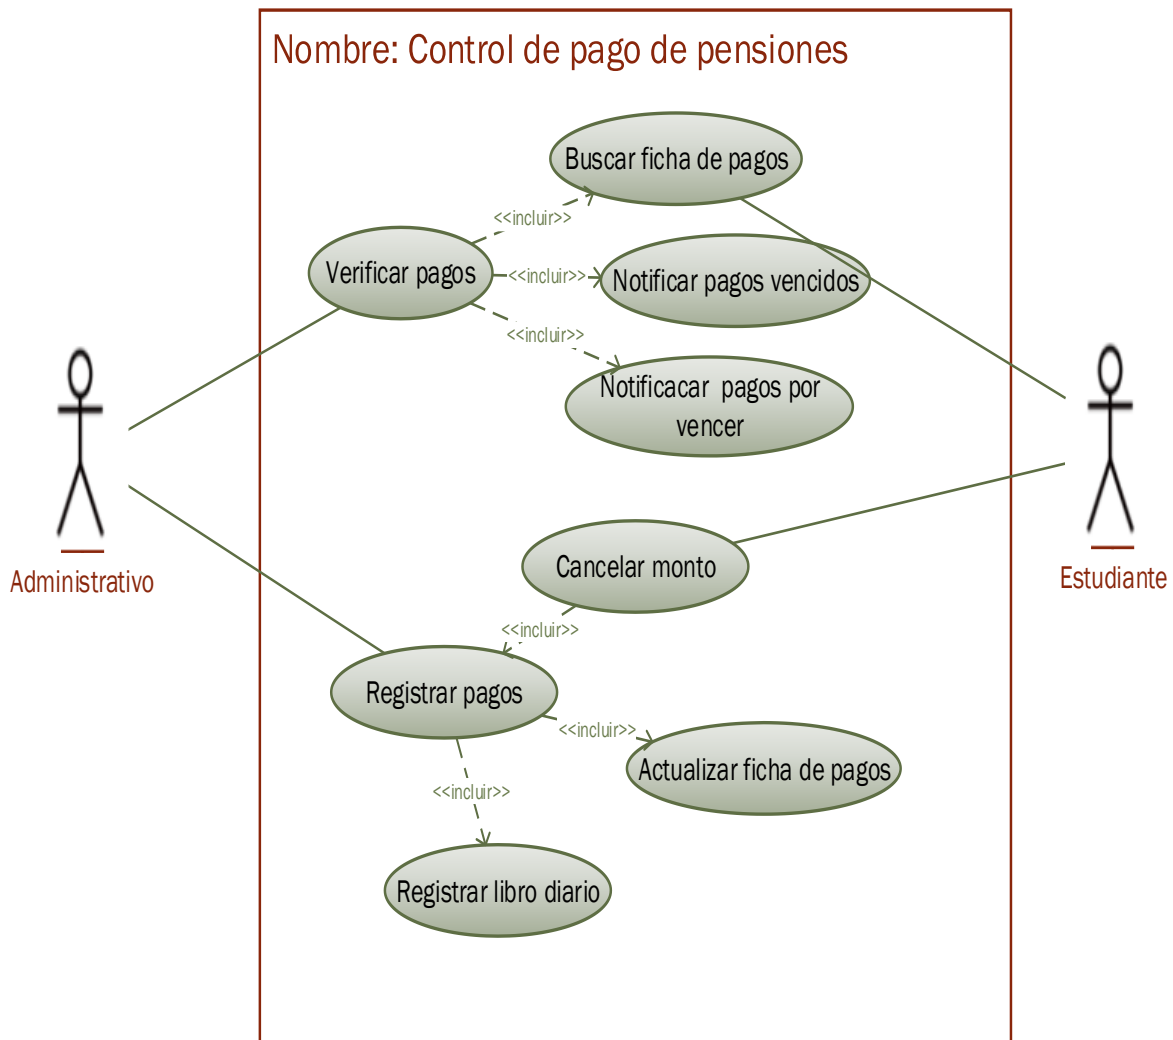 Nombre: Control de pago de pensiones
Buscar ficha de pagos
<<incluir>>
Verificar pagos
<<incluir>>
Notificar pagos vencidos
<<incluir>>
Notificacar pagos por
vencer
Cancelar monto
Administrativo
Estudiante
<<incluir>>
Registrar pagos
<<incluir>>
Actualizar ficha de pagos
<<incluir>>
Registrar libro diario